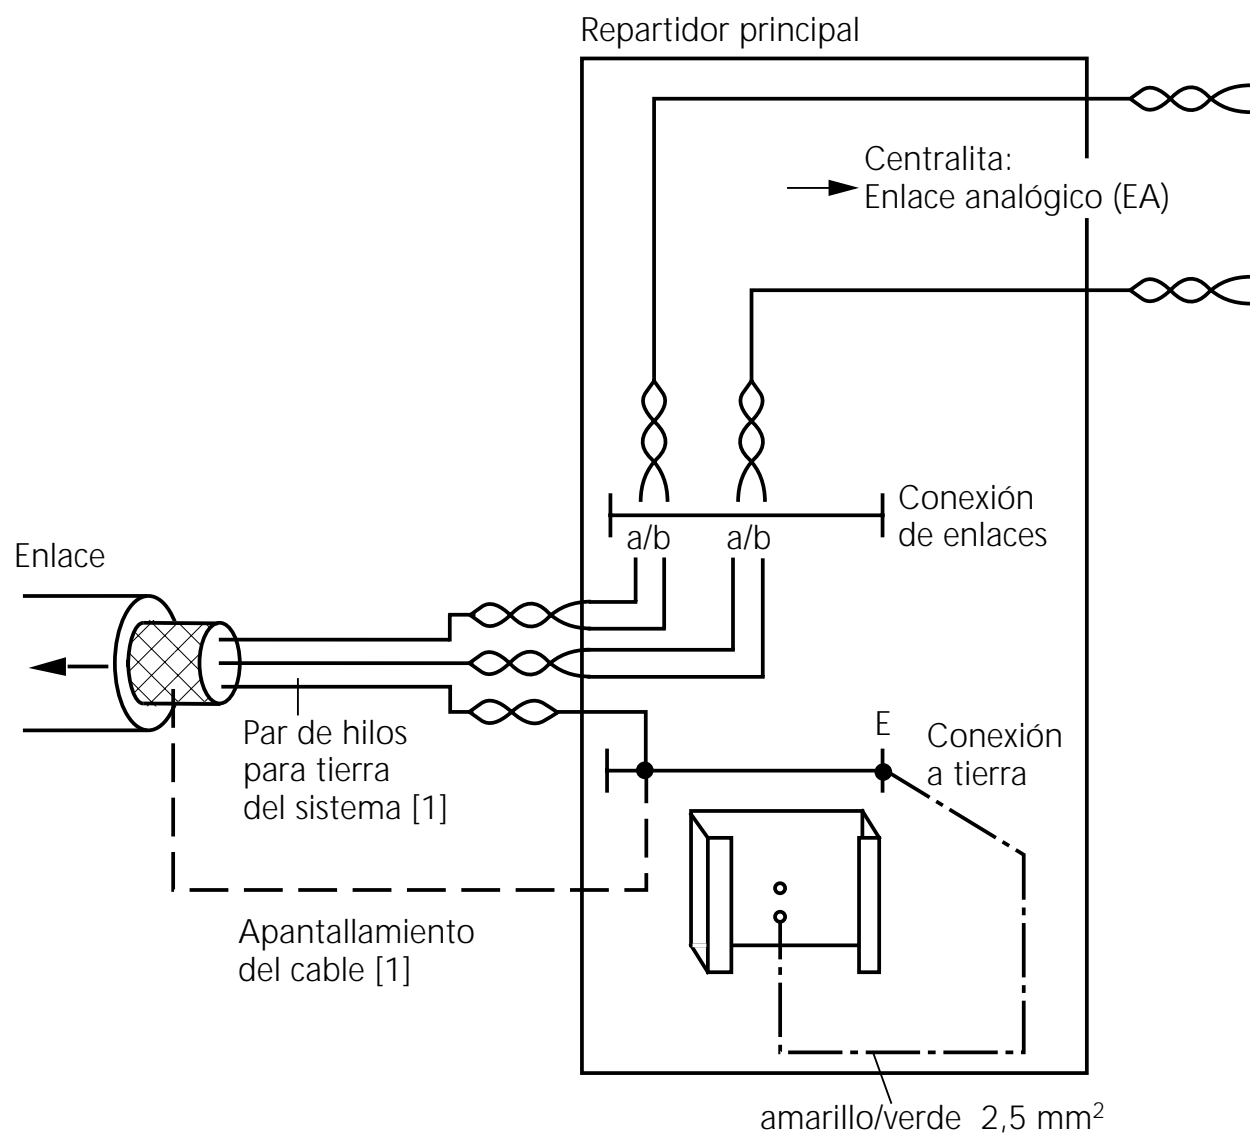 Repartidor principal
Centralita:
Enlace analógico (EA)
Conexión
de enlaces
a/b a/b
Enlace
Par de hilos
para tierra
del sistema [1]
E
Conexión
a tierra
Apantallamiento
del cable [1]
amarillo/verde 2,5 mm²